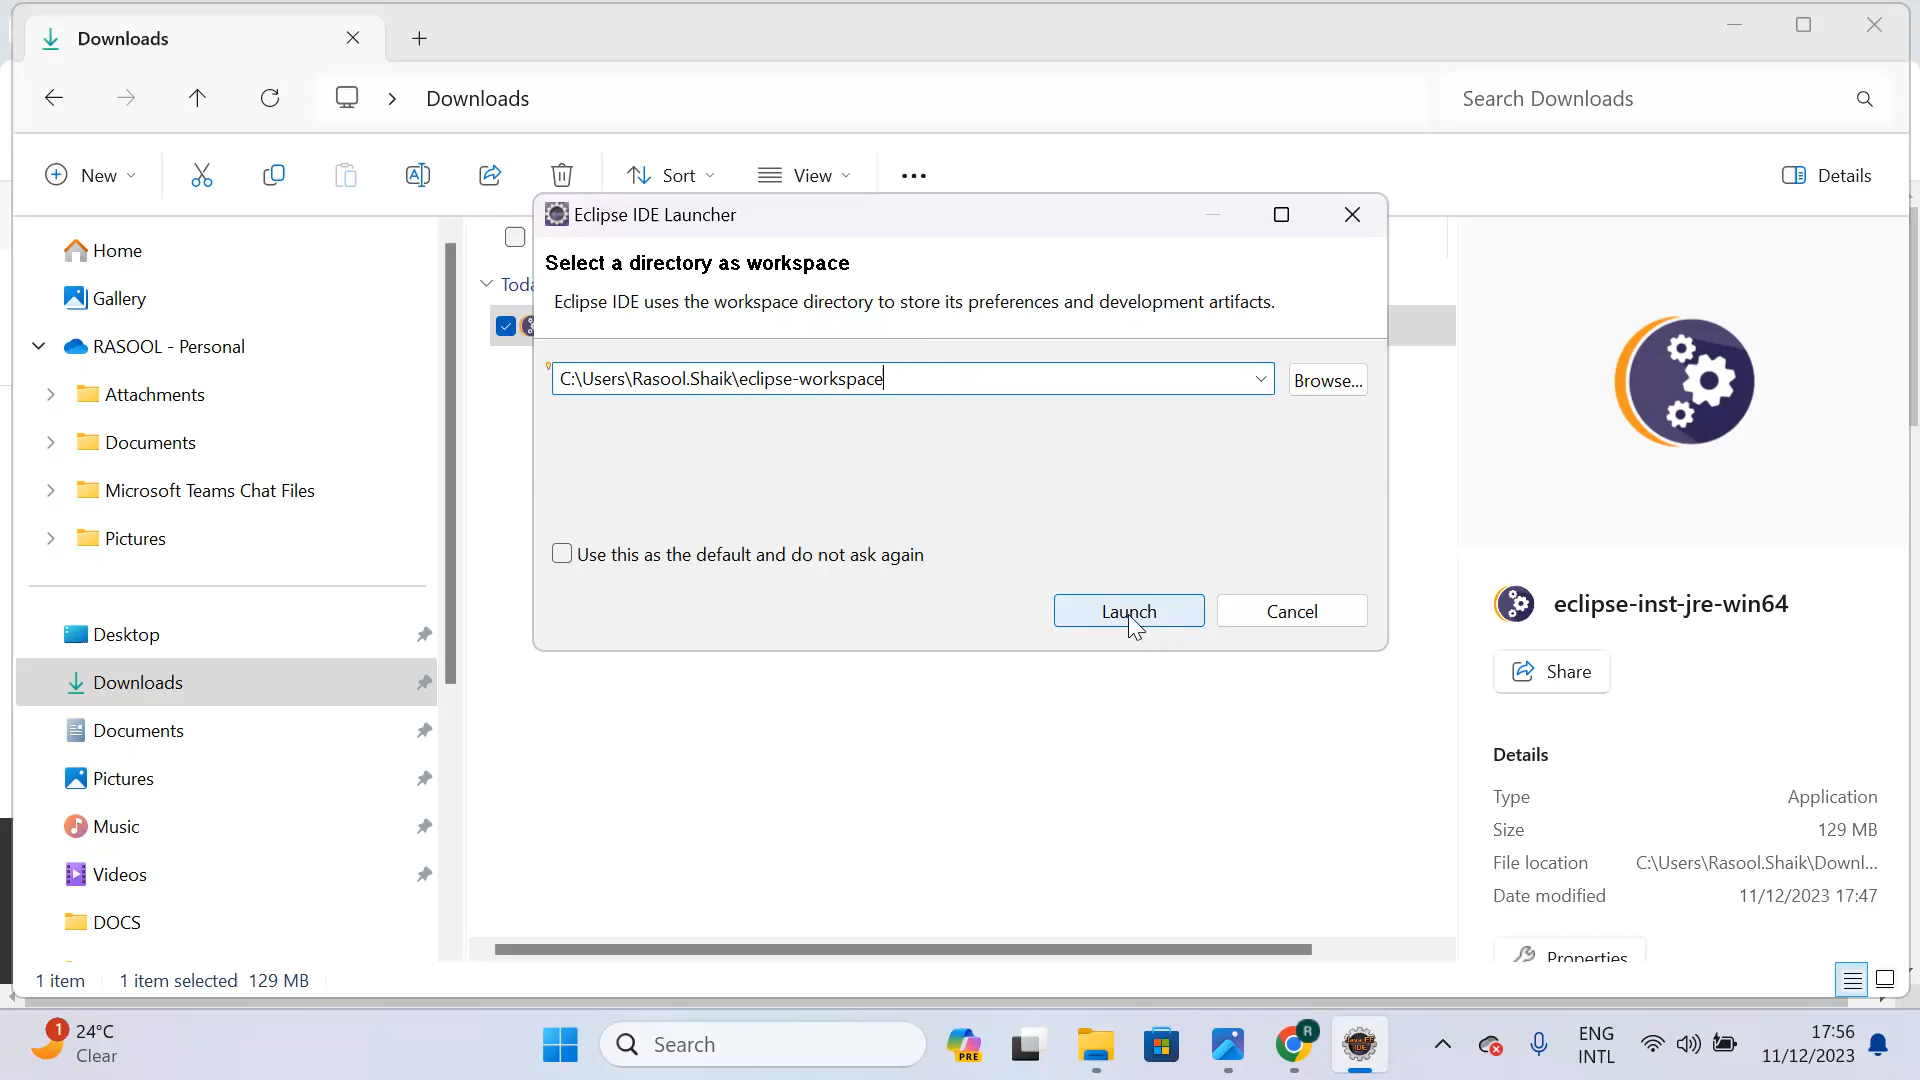 Downloads
Downloads
Search Downloads
New
Sort
View
Details
Eclipse IDE Launcher
Select a directory as workspace
Eclipse IDE uses the workspace directory to store its preferences and development artifacts.
C:\Users\Rasool.Shaik\eclipse-workspace
Browse...
Use this as the default and do not ask again
Launch
Cancel
Home
Gallery
RASOOL - Personal
Attachments
Documents
Microsoft Teams Chat Files
Pictures
Desktop
Downloads
Documents
Pictures
Music
Videos
DOCS
eclipse-inst-jre-win64
Share
Details
Type Application
Size 129 MB
File location C:\Users\Rasool.Shaik\Downl...
Date modified 11/12/2023 17:47
Properties
1 item 1 item selected 129 MB
1
24°C
Clear
Search
PRE
R
Java EE
IDE
ENG
INTL
17:56
11/12/2023